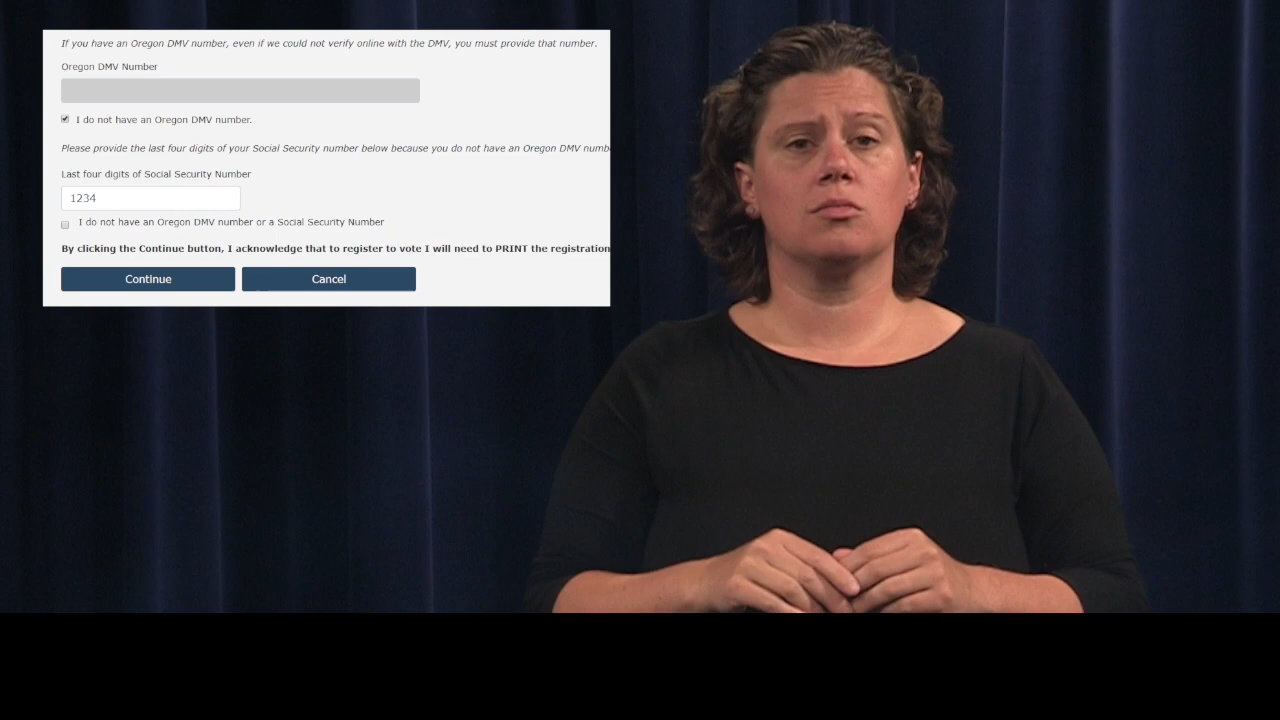 If you have an Oregon DMV number, even if we could not verify online with the DMV, you must provide that number.
Oregon DMV Number
I do not have an Oregon DMV number.
Please provide the last four digits of your Social Security number below because you do not have an Oregon DMV numb
Last four digits of Social Security Number
1234
I do not have an Oregon DMV number or a Social Security Number
By clicking the Continue button, I acknowledge that to register to vote I will need to PRINT the registration
Continue Cancel